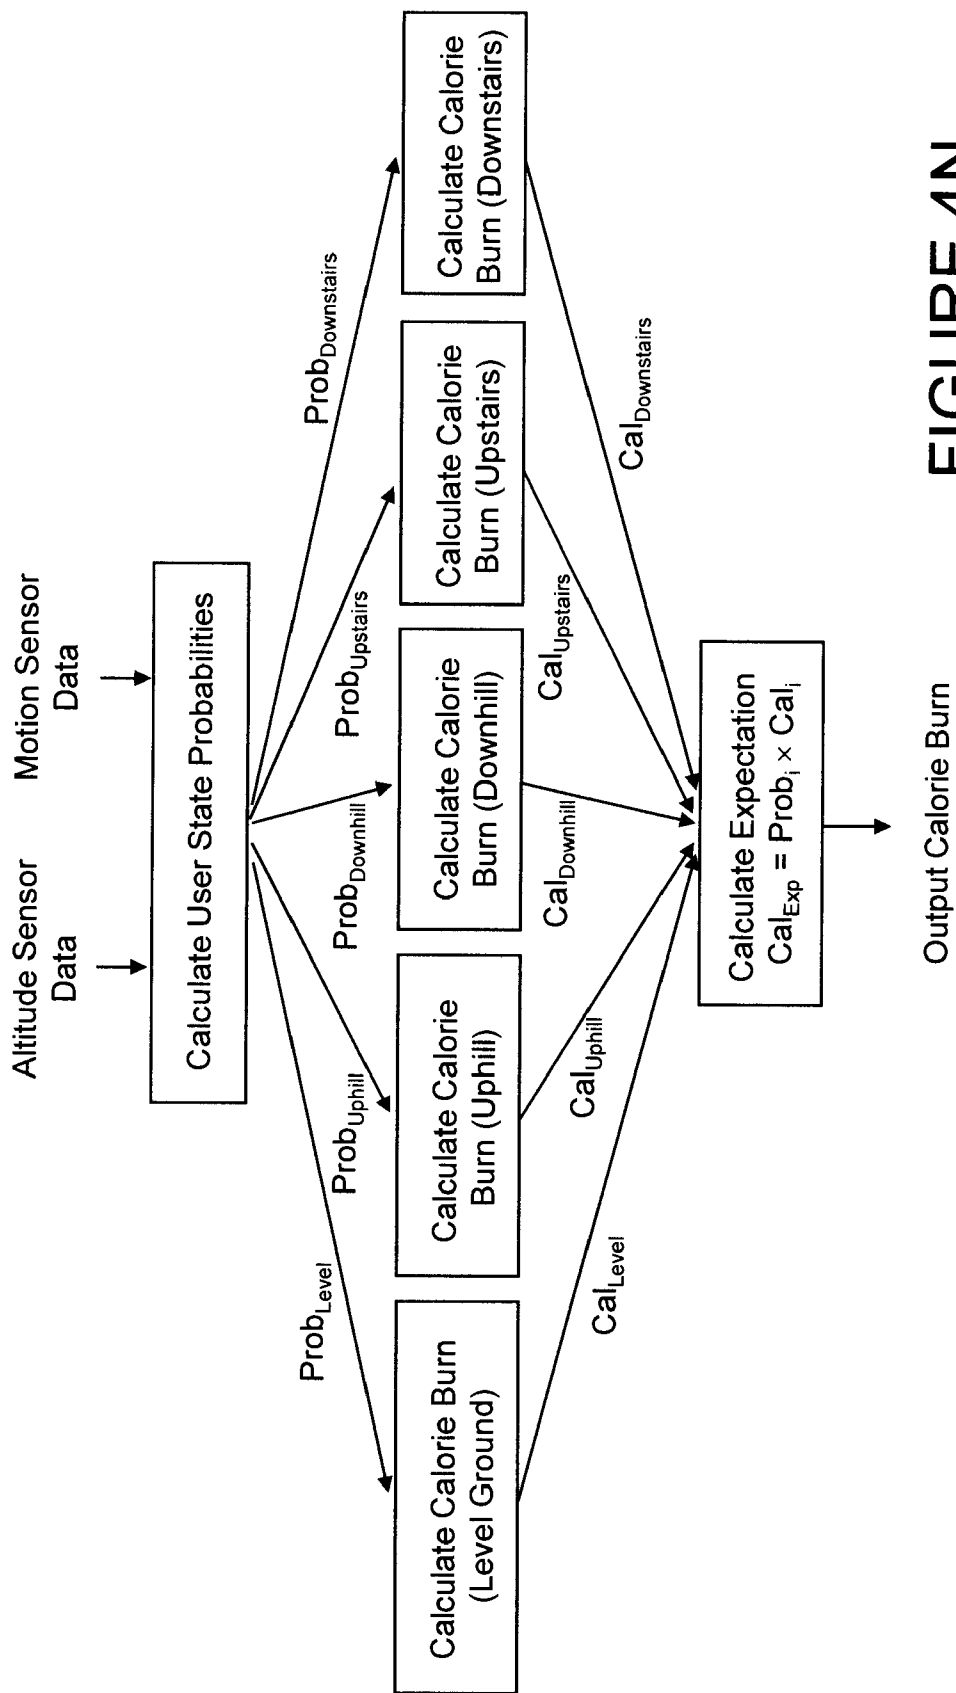 Altitude Sensor
Data
Motion Sensor
Data
Calculate User State Probabilities
Prob_Level
Prob_Uphill
Prob_Downhill
Prob_Upstairs
Prob_Downstairs
Calculate Calorie Burn
(Level Ground)
Calculate Calorie
Burn (Uphill)
Calculate Calorie
Burn (Downhill)
Calculate Calorie
Burn (Upstairs)
Calculate Calorie
Burn (Downstairs)
Cal_Level
Cal_Uphill
Cal_Downhill
Cal_Upstairs
Cal_Downstairs
Calculate Expectation
Cal_Exp = Prob_i × Cal_i
Output Calorie Burn
FIGURE 4N